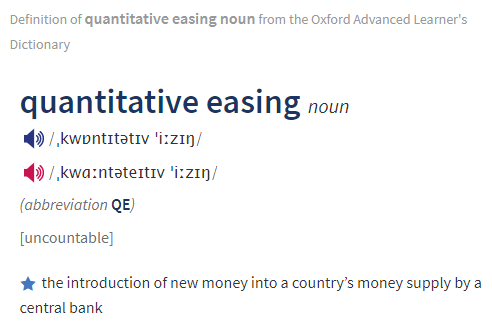 Definition of quantitative easing noun from the Oxford Advanced Learner's
Dictionary
quantitative easing noun
/ˌkwɒntɪtətɪv ˈiːzɪŋ/
/ˌkwɑːntəteɪtɪv ˈiːzɪŋ/
(abbreviation QE)
[uncountable]
the introduction of new money into a country’s money supply by a
central bank